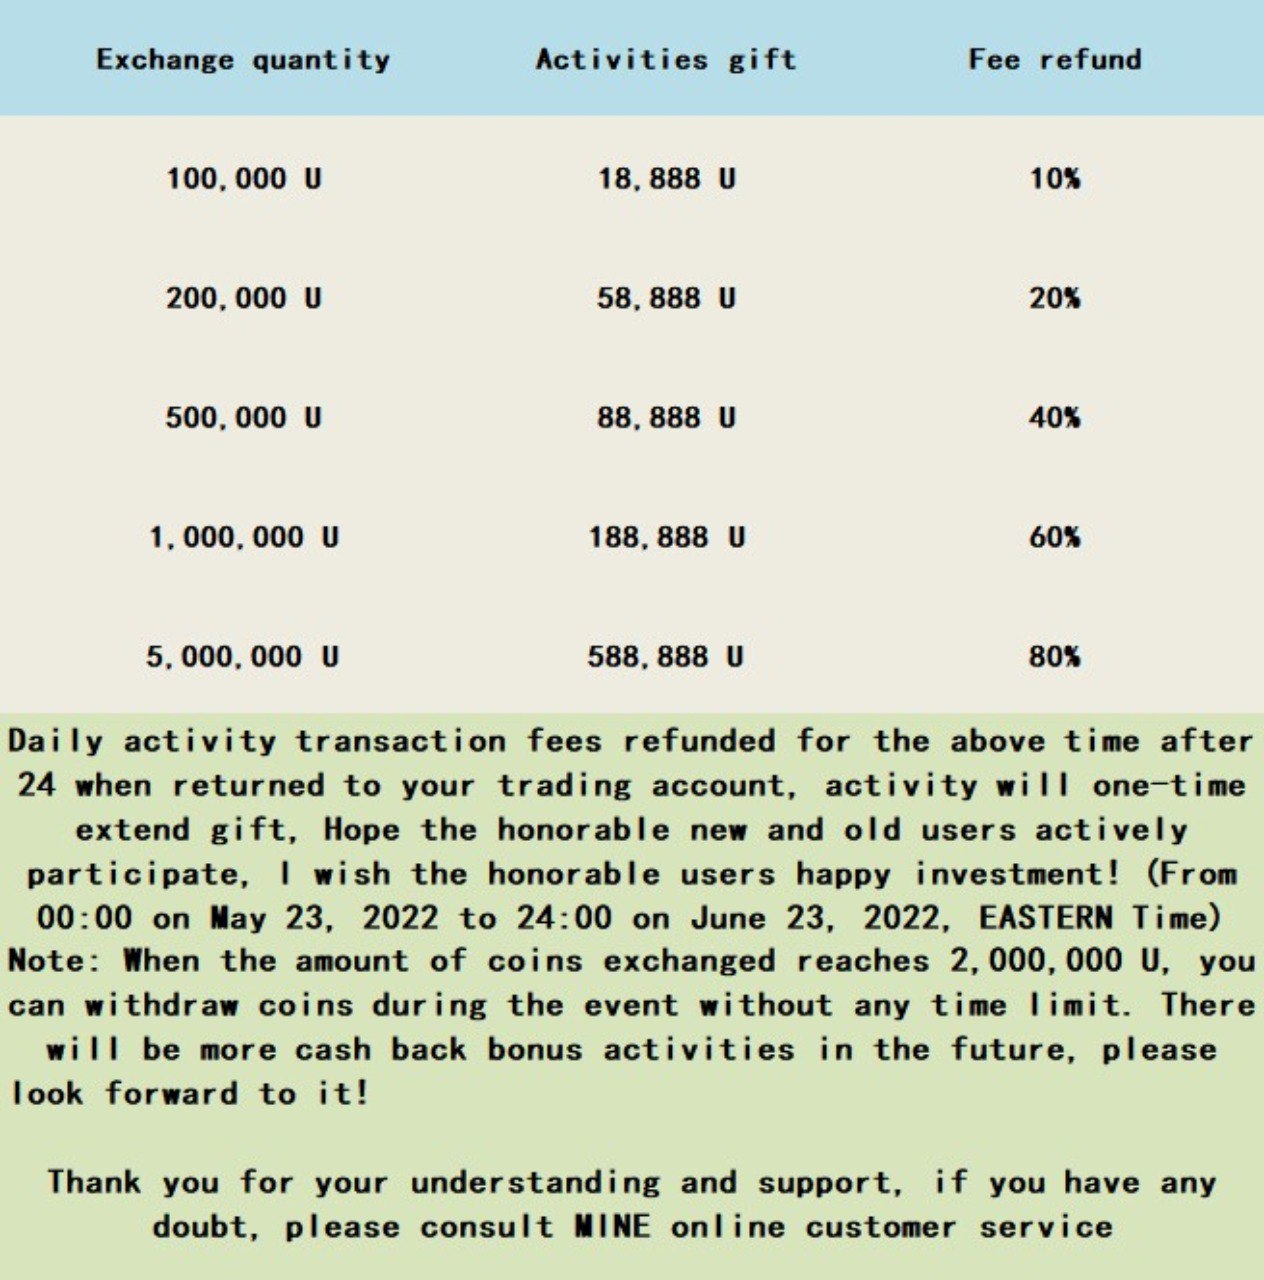 Exchange quantity Activities gift Fee refund
100,000 U 18,888 U 10%
200,000 U 58,888 U 20%
500,000 U 88,888 U 40%
1,000,000 U 188,888 U 60%
5,000,000 U 588,888 U 80%
Daily activity transaction fees refunded for the above time after
24 when returned to your trading account, activity will one-time
extend gift, Hope the honorable new and old users actively
participate, I wish the honorable users happy investment! (From
00:00 on May 23, 2022 to 24:00 on June 23, 2022, EASTERN Time)
Note: When the amount of coins exchanged reaches 2,000,000 U, you
can withdraw coins during the event without any time limit. There
will be more cash back bonus activities in the future, please
look forward to it!
Thank you for your understanding and support, if you have any
doubt, please consult MINE online customer service